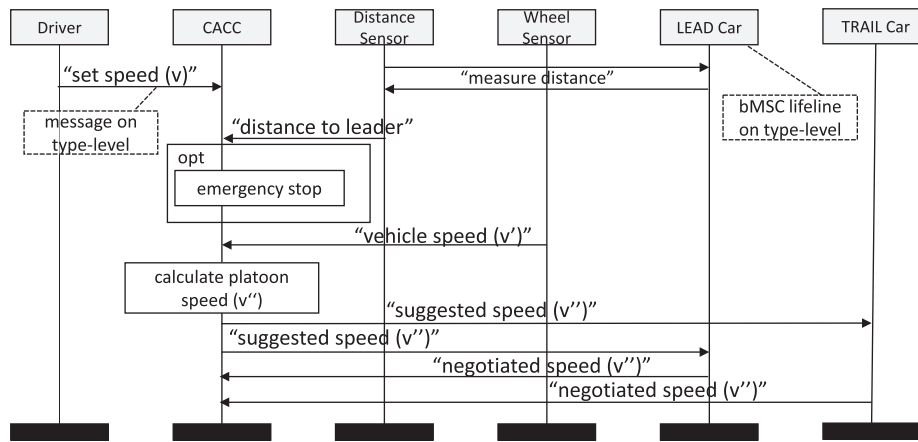 Driver
CACC
Distance
Sensor
Wheel
Sensor
LEAD Car
TRAIL Car
“set speed (v)”
“measure distance”
message on
type-level
bMSC lifeline
on type-level
“distance to leader”
opt
emergency stop
“vehicle speed (v’)”
calculate platoon
speed (v‘‘)
“suggested speed (v’’)”
“suggested speed (v’’)”
“negotiated speed (v’’)”
“negotiated speed (v’’)”